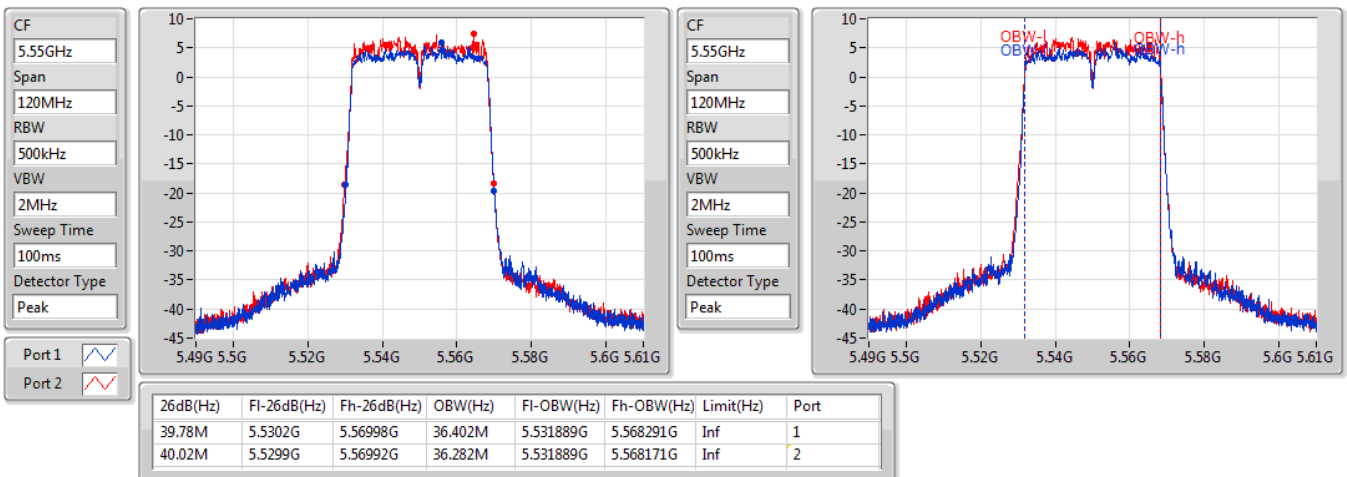 CF
5.55GHz
Span
120MHz
RBW
500kHz
VBW
2MHz
Sweep Time
100ms
Detector Type
Peak
10
5
0
-5
-10
-15
-20
-25
-30
-35
-40
-45
5.49G 5.5G 5.52G 5.54G 5.56G 5.58G 5.6G 5.61G
CF
5.55GHz
Span
120MHz
RBW
500kHz
VBW
2MHz
Sweep Time
100ms
Detector Type
Peak
10
5
0
-5
-10
-15
-20
-25
-30
-35
-40
-45
OBW-l OBW-h
5.49G 5.5G 5.52G 5.54G 5.56G 5.58G 5.6G 5.61G
Port 1
Port 2
26dB(Hz) Fl-26dB(Hz) Fh-26dB(Hz) OBW(Hz) Fl-OBW(Hz) Fh-OBW(Hz) Limit(Hz) Port
39.78M 5.5302G 5.56998G 36.402M 5.531889G 5.568291G Inf 1
40.02M 5.5299G 5.56992G 36.282M 5.531889G 5.568171G Inf 2